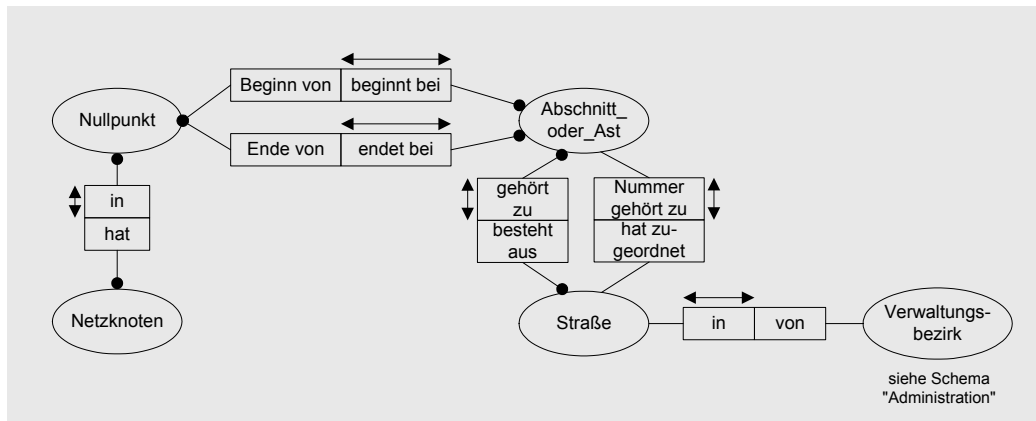 Beginn von
beginnt bei
Nullpunkt
Abschnitt_
oder_Ast
Ende von
endet bei
in
hat
gehört
zu
besteht
aus
Nummer
gehört zu
hat zu-
geordnet
Netzknoten
Straße
in
von
Verwaltungs-
bezirk
siehe Schema
"Administration"